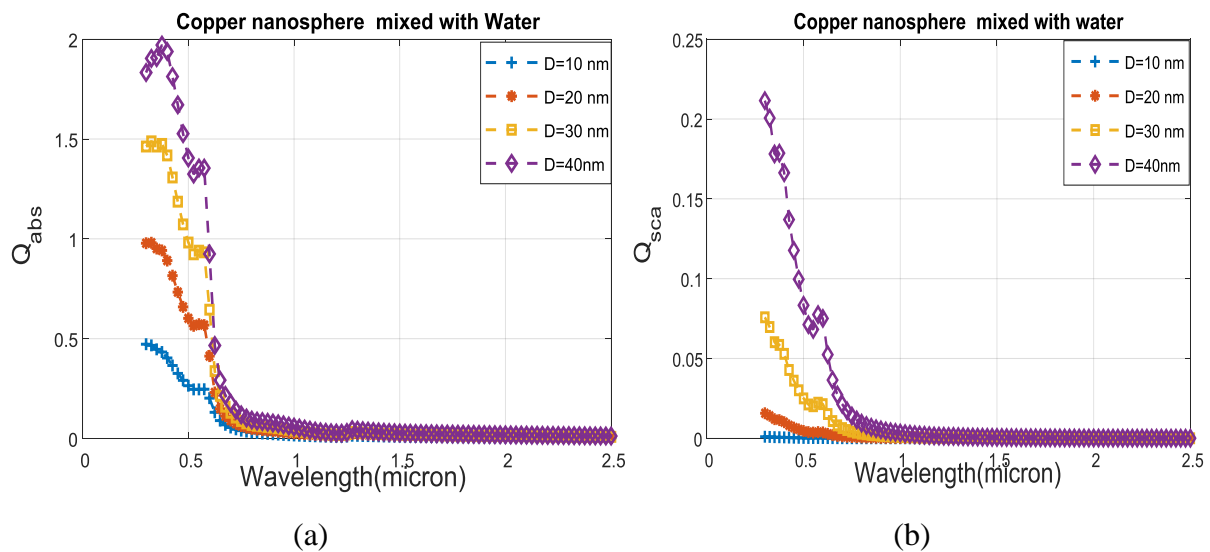 Copper nanosphere mixed with Water
2
1.5
1
0.5
0
Q_abs
0
0.5
1
1.5
2
2.5
Wavelength(micron)
D=10 nm
D=20 nm
D=30 nm
D=40nm
(a)
Copper nanosphere mixed with water
0.25
0.2
0.15
0.1
0.05
0
Q_sca
0
0.5
1
1.5
2
2.5
Wavelength(micron)
D=10 nm
D=20 nm
D=30 nm
D=40nm
(b)